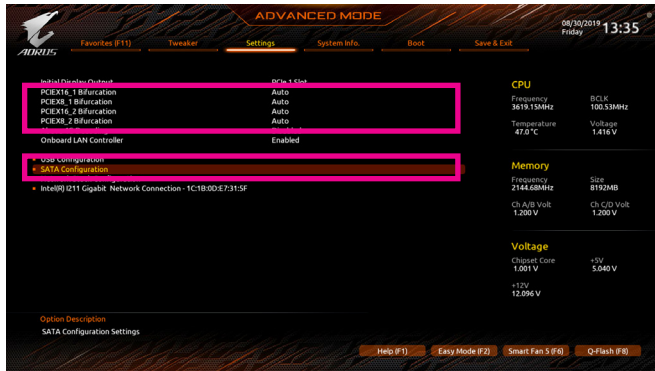 ADVANCED MODE
08/30/2019 Friday 13:35
AORUS
Favorites (F11) Tweaker Settings System Info. Boot Save & Exit
Initial Display Output PCIe 1 Slot
PCIEX16_1 Bifurcation Auto
PCIEX8_1 Bifurcation Auto
PCIEX16_2 Bifurcation Auto
PCIEX8_2 Bifurcation Auto
Onboard LAN Controller Enabled
USB Configuration
SATA Configuration
Intel(R) I211 Gigabit Network Connection - 1C:1B:0D:E7:31:5F
CPU
Frequency BCLK
3619.15MHz 100.53MHz
Temperature Voltage
47.0 °C 1.416 V
Memory
Frequency Size
2144.68MHz 8192MB
Ch A/B Volt Ch C/D Volt
1.200 V 1.200 V
Voltage
Chipset Core +5V
1.001 V 5.040 V
+12V
12.096 V
Option Description
SATA Configuration Settings
Help (F1) Easy Mode (F2) Smart Fan 5 (F6) Q-Flash (F8)